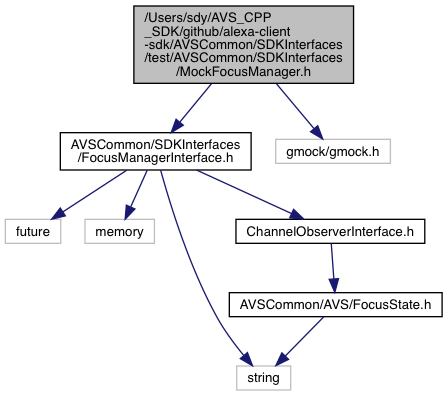 /Users/sdy/AVS_CPP
_SDK/github/alexa-client
-sdk/AVSCommon/SDKInterfaces
/test/AVSCommon/SDKInterfaces
/MockFocusManager.h
AVSCommon/SDKInterfaces
/FocusManagerInterface.h
gmock/gmock.h
future
memory
ChannelObserverInterface.h
AVSCommon/AVS/FocusState.h
string